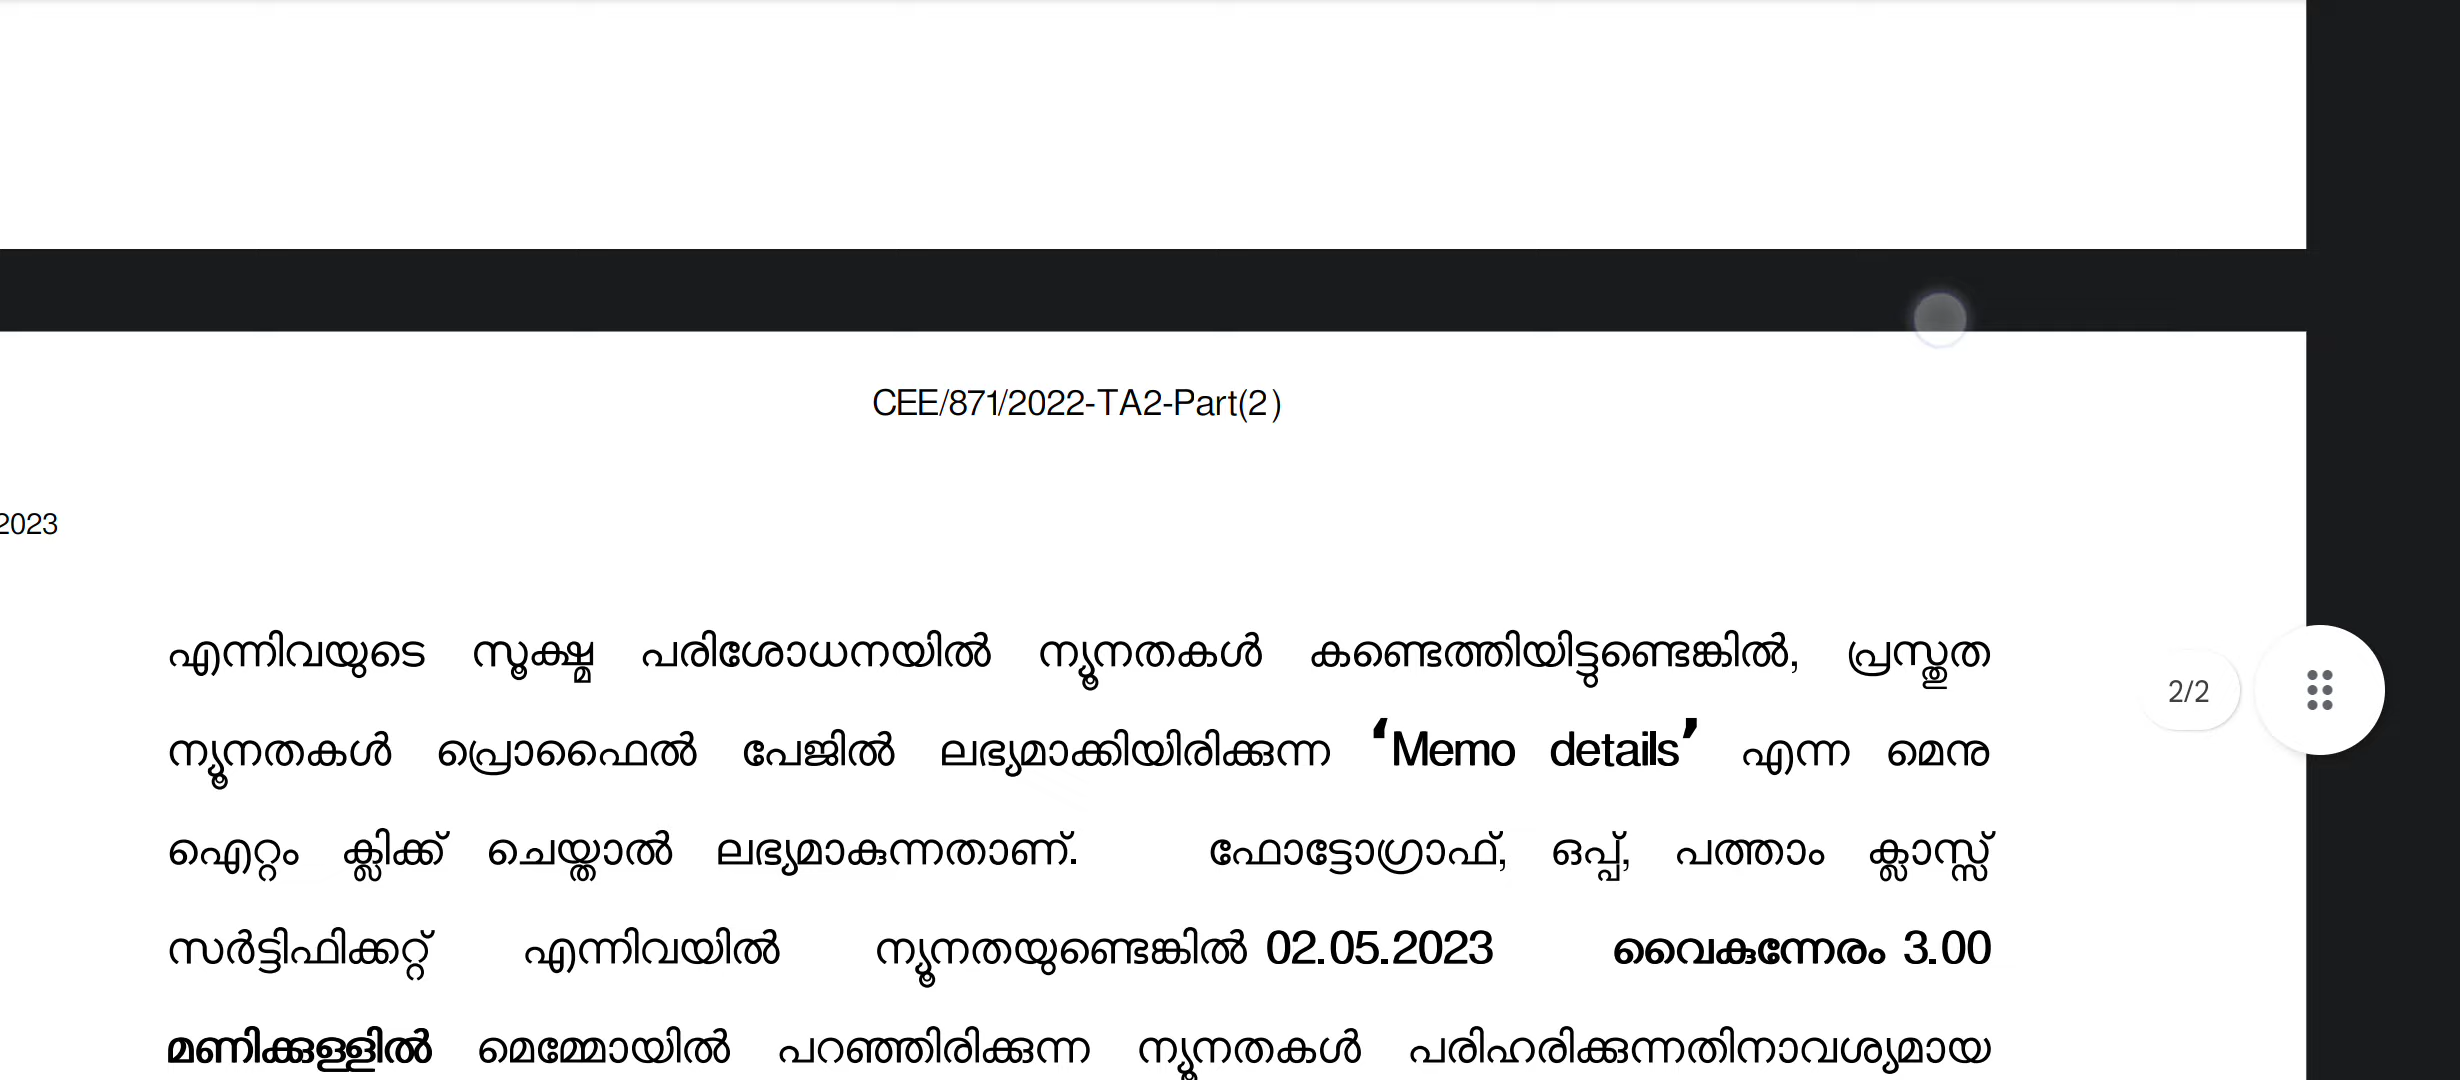 CEE/871/2022-TA2-Part(2)
2023
എന്നിവയുടെ സൂക്ഷ്മ പരിശോധനയിൽ ന്യൂനതകൾ കണ്ടെത്തിയിട്ടുണ്ടെങ്കിൽ, പ്രസ്തുത
2/2
ന്യൂനതകൾ പ്രൊഫൈൽ പേജിൽ ലഭ്യമാക്കിയിരിക്കുന്ന ‘Memo details’ എന്ന മെനു
ഐറ്റം ക്ലിക്ക് ചെയ്താൽ ലഭ്യമാകുന്നതാണ്. ഫോട്ടോഗ്രാഫ്, ഒപ്പ്, പത്താം ക്ലാസ്സ്
സർട്ടിഫിക്കറ്റ് എന്നിവയിൽ ന്യൂനതയുണ്ടെങ്കിൽ 02.05.2023 വൈകുന്നേരം 3.00
മണിക്കുള്ളിൽ മെമ്മോയിൽ പറഞ്ഞിരിക്കുന്ന ന്യൂനതകൾ പരിഹരിക്കുന്നതിനാവശ്യമായ